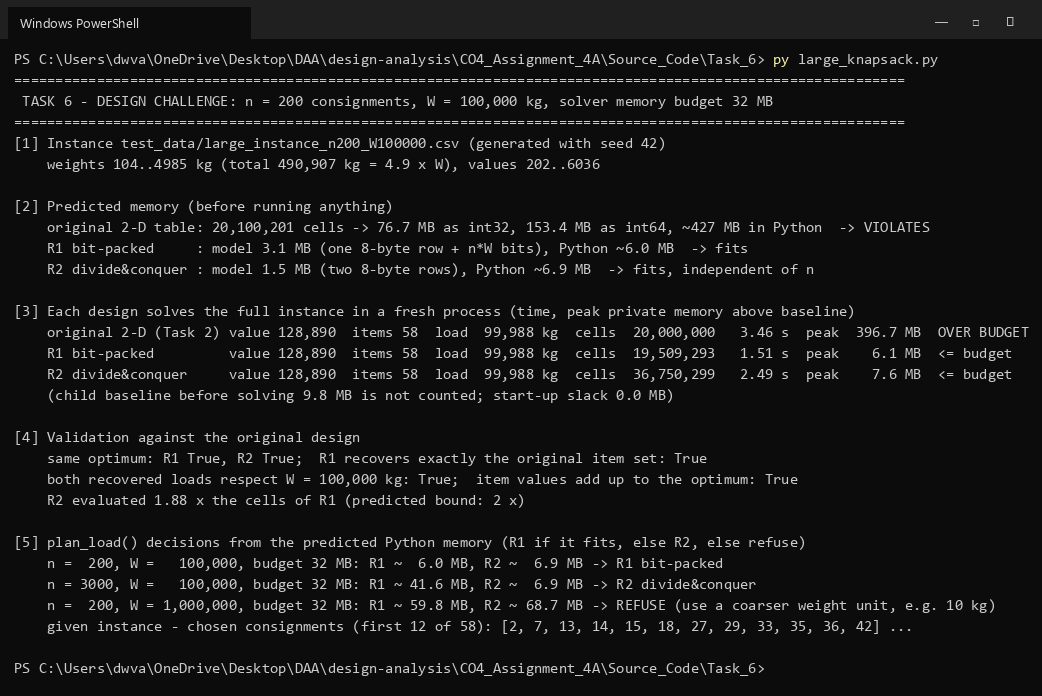 Windows PowerShell
PS C:\Users\dwva\OneDrive\Desktop\DAA\design-analysis\CO4_Assignment_4A\Source_Code\Task_6> py large_knapsack.py
============================================================================================================
 TASK 6 - DESIGN CHALLENGE: n = 200 consignments, W = 100,000 kg, solver memory budget 32 MB
============================================================================================================
[1] Instance test_data/large_instance_n200_W100000.csv (generated with seed 42)
    weights 104..4985 kg (total 490,907 kg = 4.9 x W), values 202..6036
[2] Predicted memory (before running anything)
    original 2-D table: 20,100,201 cells -> 76.7 MB as int32, 153.4 MB as int64, ~427 MB in Python  -> VIOLATES
    R1 bit-packed     : model 3.1 MB (one 8-byte row + n*W bits), Python ~6.0 MB  -> fits
    R2 divide&conquer : model 1.5 MB (two 8-byte rows), Python ~6.9 MB  -> fits, independent of n
[3] Each design solves the full instance in a fresh process (time, peak private memory above baseline)
    original 2-D (Task 2) value 128,890  items 58  load  99,988 kg  cells  20,000,000   3.46 s  peak  396.7 MB  OVER BUDGET
    R1 bit-packed         value 128,890  items 58  load  99,988 kg  cells  19,509,293   1.51 s  peak    6.1 MB  <= budget
    R2 divide&conquer     value 128,890  items 58  load  99,988 kg  cells  36,750,299   2.49 s  peak    7.6 MB  <= budget
    (child baseline before solving 9.8 MB is not counted; start-up slack 0.0 MB)
[4] Validation against the original design
    same optimum: R1 True, R2 True;  R1 recovers exactly the original item set: True
    both recovered loads respect W = 100,000 kg: True;  item values add up to the optimum: True
    R2 evaluated 1.88 x the cells of R1 (predicted bound: 2 x)
[5] plan_load() decisions from the predicted Python memory (R1 if it fits, else R2, else refuse)
    n =  200, W =   100,000, budget 32 MB: R1 ~  6.0 MB, R2 ~  6.9 MB -> R1 bit-packed
    n = 3000, W =   100,000, budget 32 MB: R1 ~ 41.6 MB, R2 ~  6.9 MB -> R2 divide&conquer
    n =  200, W = 1,000,000, budget 32 MB: R1 ~ 59.8 MB, R2 ~ 68.7 MB -> REFUSE (use a coarser weight unit, e.g. 10 kg)
    given instance - chosen consignments (first 12 of 58): [2, 7, 13, 14, 15, 18, 27, 29, 33, 35, 36, 42] ...
PS C:\Users\dwva\OneDrive\Desktop\DAA\design-analysis\CO4_Assignment_4A\Source_Code\Task_6>